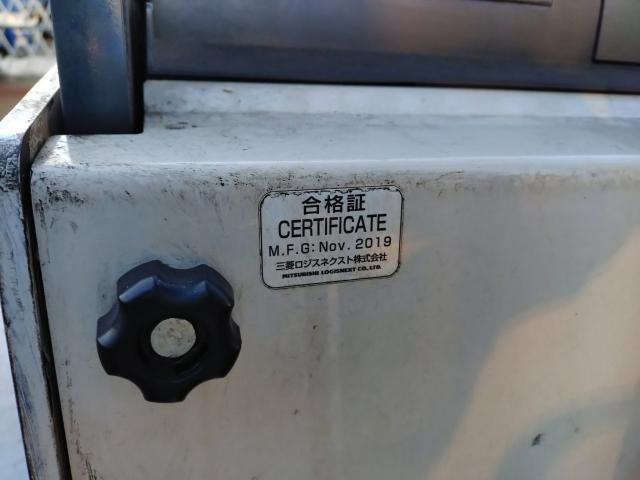 合格証
CERTIFICATE
M.F.G: Nov. 2019
三菱ロジスネクスト株式会社
MITSUBISHI LOGISNEXT CO., LTD.